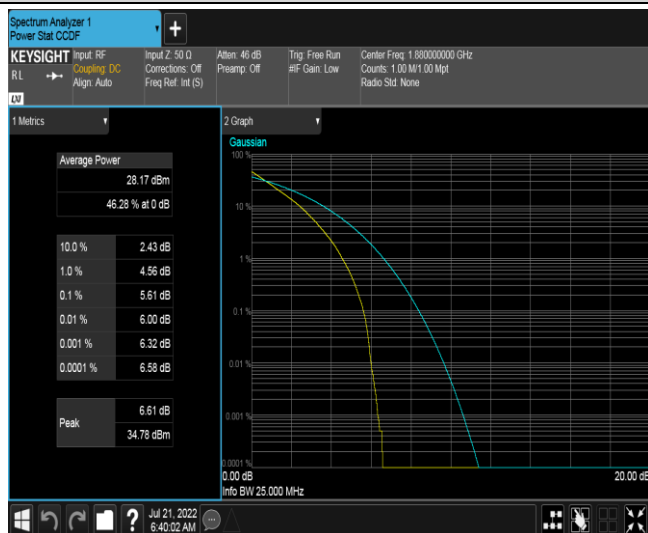 Spectrum Analyzer 1
Power Stat CCDF
KEYSIGHT
RL
LXI
Input: RF
Coupling: DC
Align: Auto
Input Z: 50 Ω
Corrections: Off
Freq Ref: Int (S)
Atten: 46 dB
Preamp: Off
Trig: Free Run
#IF Gain: Low
Center Freq: 1.880000000 GHz
Counts: 1.00 M/1.00 Mpt
Radio Std: None
1 Metrics
Average Power
28.17 dBm
46.28 % at 0 dB
10.0 % 2.43 dB
1.0 % 4.56 dB
0.1 % 5.61 dB
0.01 % 6.00 dB
0.001 % 6.32 dB
0.0001 % 6.58 dB
Peak
6.61 dB
34.78 dBm
2 Graph
Gaussian
100 %
10 %
1 %
0.1 %
0.01 %
0.001 %
0.0001 %
0.00 dB 20.00 dB
Info BW 25.000 MHz
Jul 21, 2022
6:40:02 AM